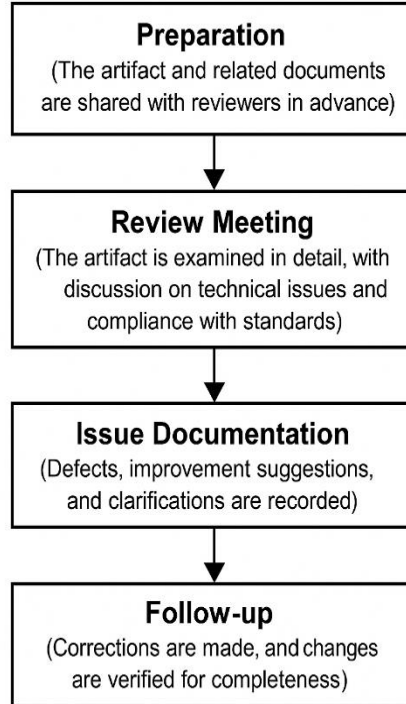 Preparation
(The artifact and related documents
are shared with reviewers in advance)
Review Meeting
(The artifact is examined in detail, with
discussion on technical issues and
compliance with standards)
Issue Documentation
(Defects, improvement suggestions,
and clarifications are recorded)
Follow-up
(Corrections are made, and changes
are verified for completeness)